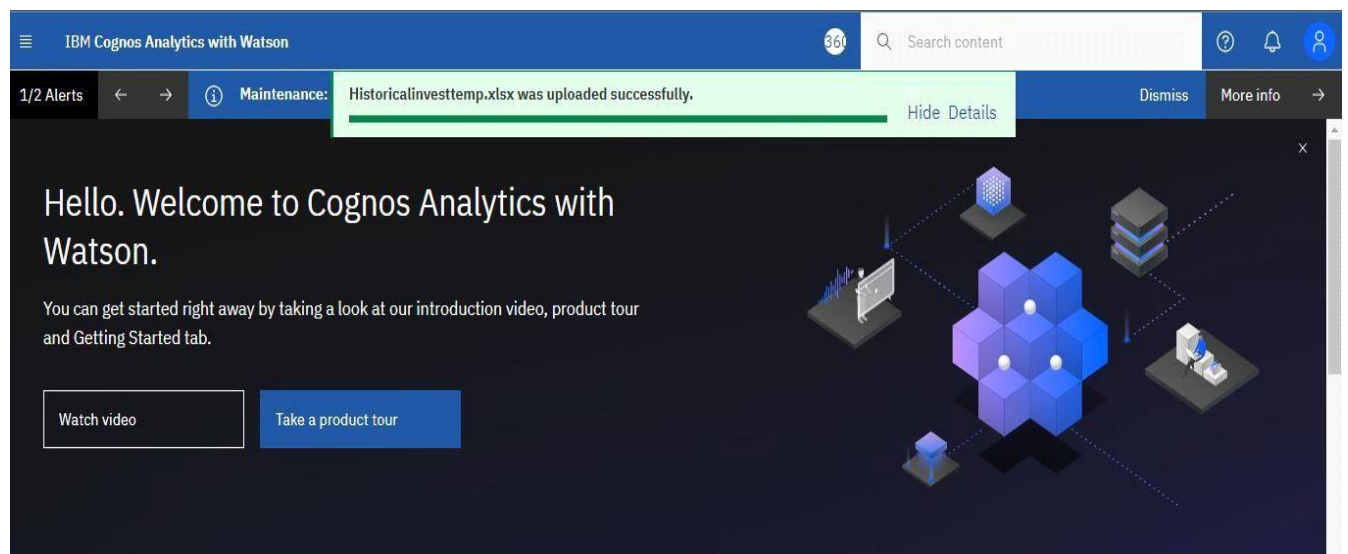 IBM Cognos Analytics with Watson
360
Search content
1/2 Alerts
Maintenance:
Historicalinvesttemp.xlsx was uploaded successfully.
Hide Details
Dismiss
More info
Hello. Welcome to Cognos Analytics with
Watson.
You can get started right away by taking a look at our introduction video, product tour
and Getting Started tab.
Watch video
Take a product tour